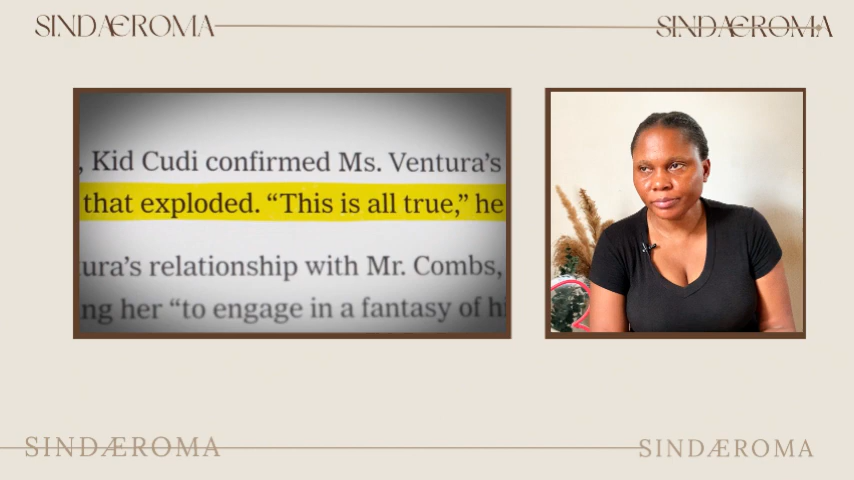 SINDÆROMA
SINDÆROMA
, Kid Cudi confirmed Ms. Ventura’s
that exploded. “This is all true,” he
ura’s relationship with Mr. Combs,
ng her “to engage in a fantasy of h
SINDÆROMA
SINDÆROMA